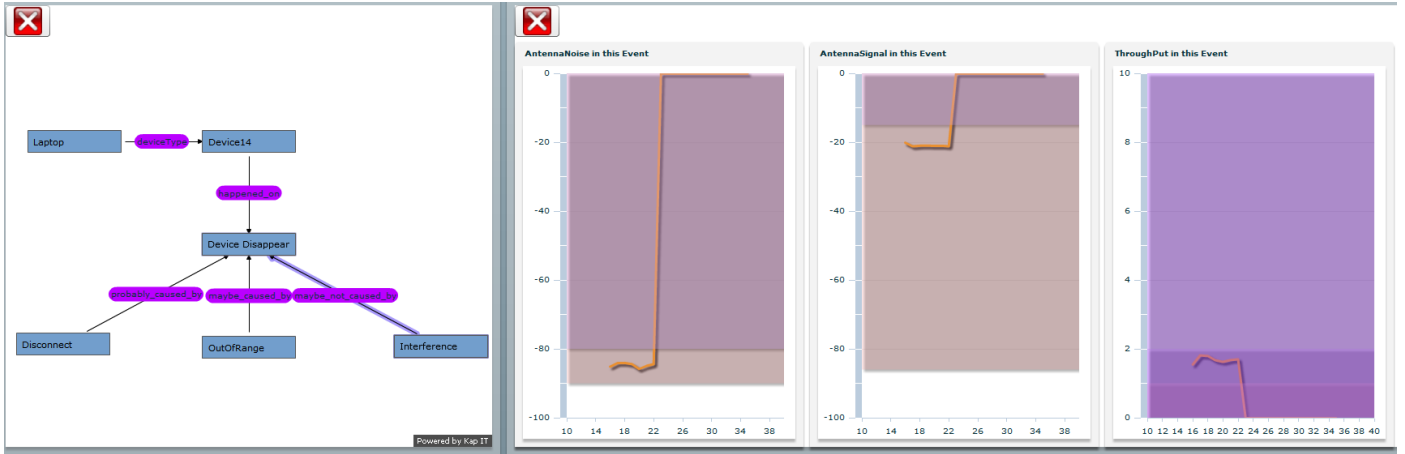 Laptop
deviceType
Device14
happened_on
Device Disappear
probably_caused_by
maybe_caused_by
maybe_not_caused_by
Disconnect
OutOfRange
Interference
Powered by Kap IT
AntennaNoise in this Event
0
-20
-40
-60
-80
-100
10 14 18 22 26 30 34 38
AntennaSignal in this Event
0
-20
-40
-60
-80
-100
10 14 18 22 26 30 34 38
ThroughPut in this Event
10
8
6
4
2
0
10 12 14 16 18 20 22 24 26 28 30 32 34 36 38 40